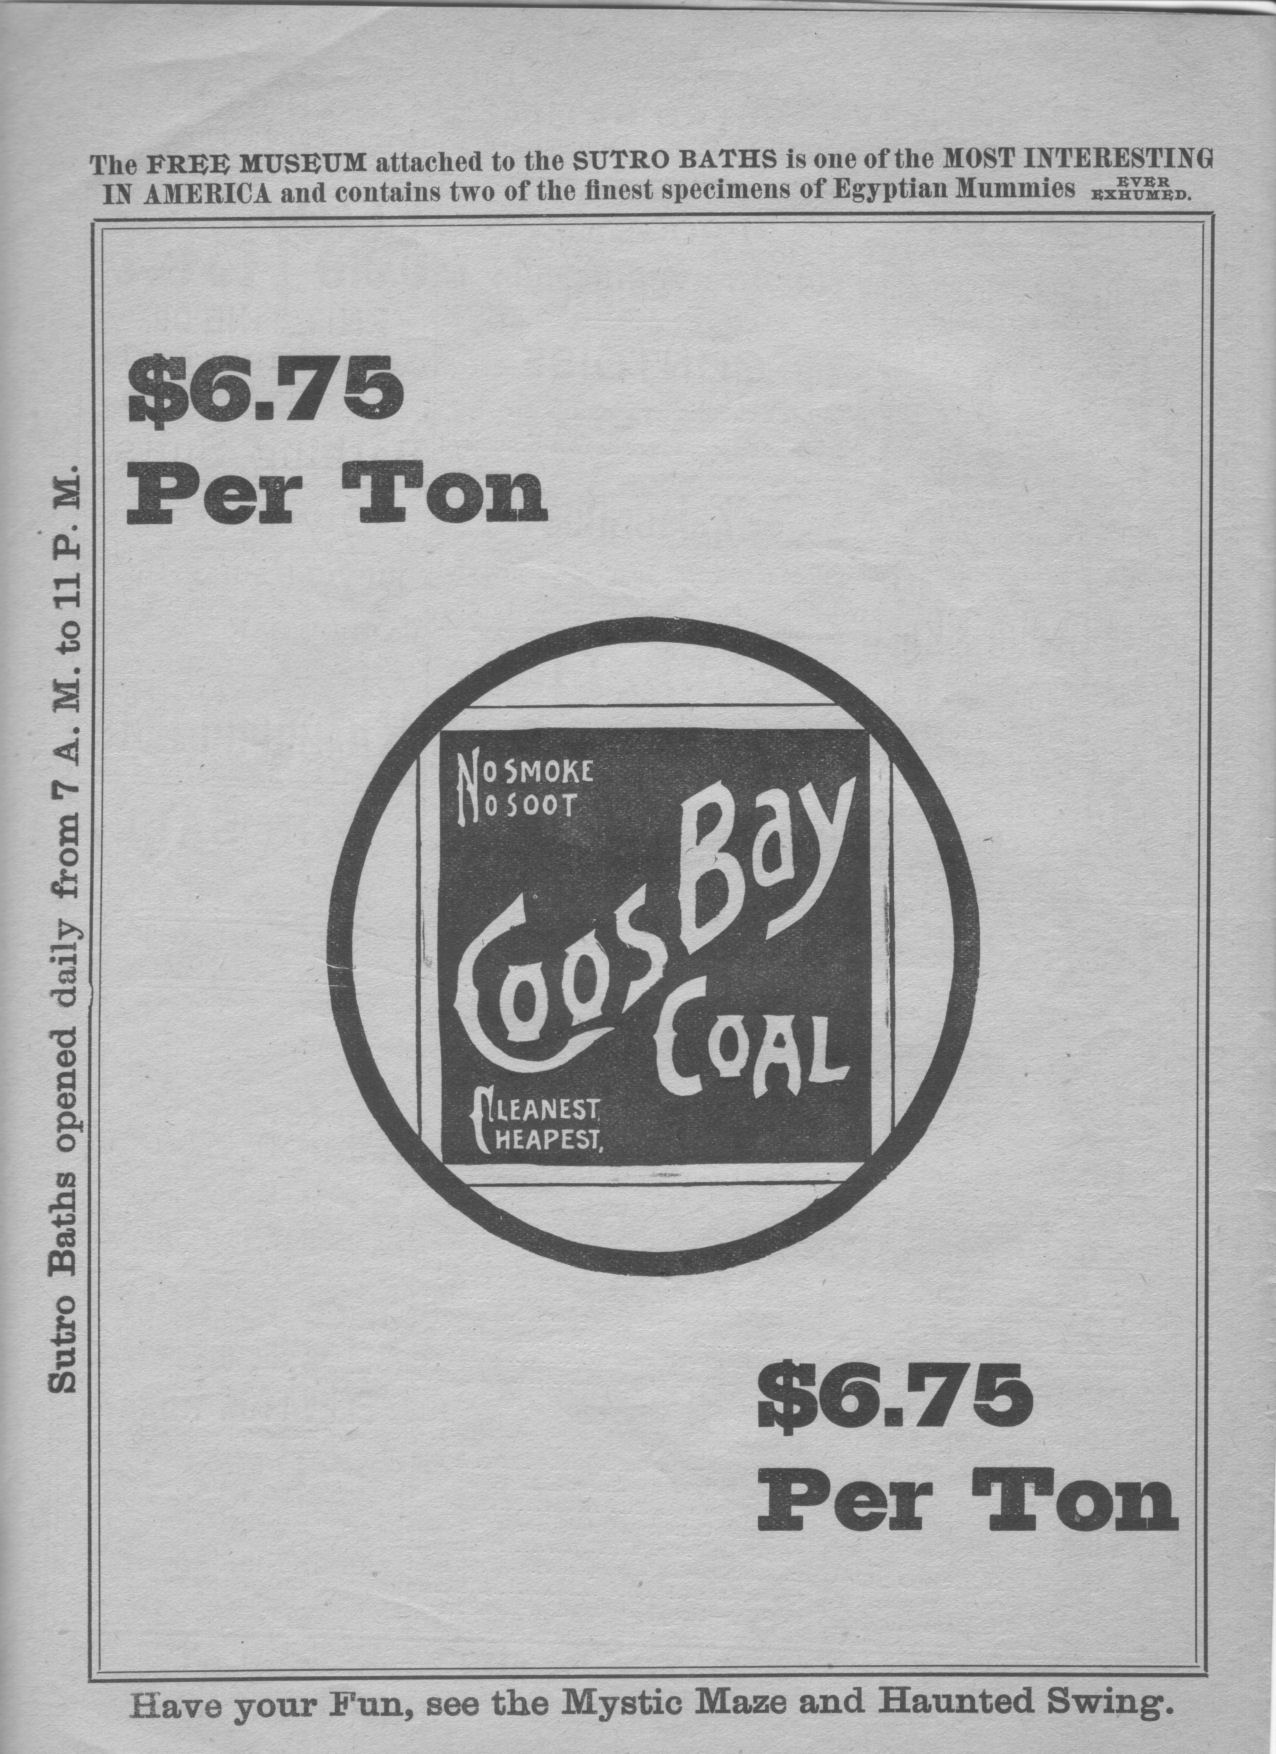 The FREE MUSEUM attached to the SUTRO BATHS is one of the MOST INTERESTING
IN AMERICA and contains two of the finest specimens of Egyptian Mummies EVER EXHUMED.
Sutro Baths opened daily from 7 A. M. to 11 P. M.
$6.75
Per Ton
NO SMOKE
NO SOOT
COOS BAY
COAL
CLEANEST,
CHEAPEST,
$6.75
Per Ton
Have your Fun, see the Mystic Maze and Haunted Swing.